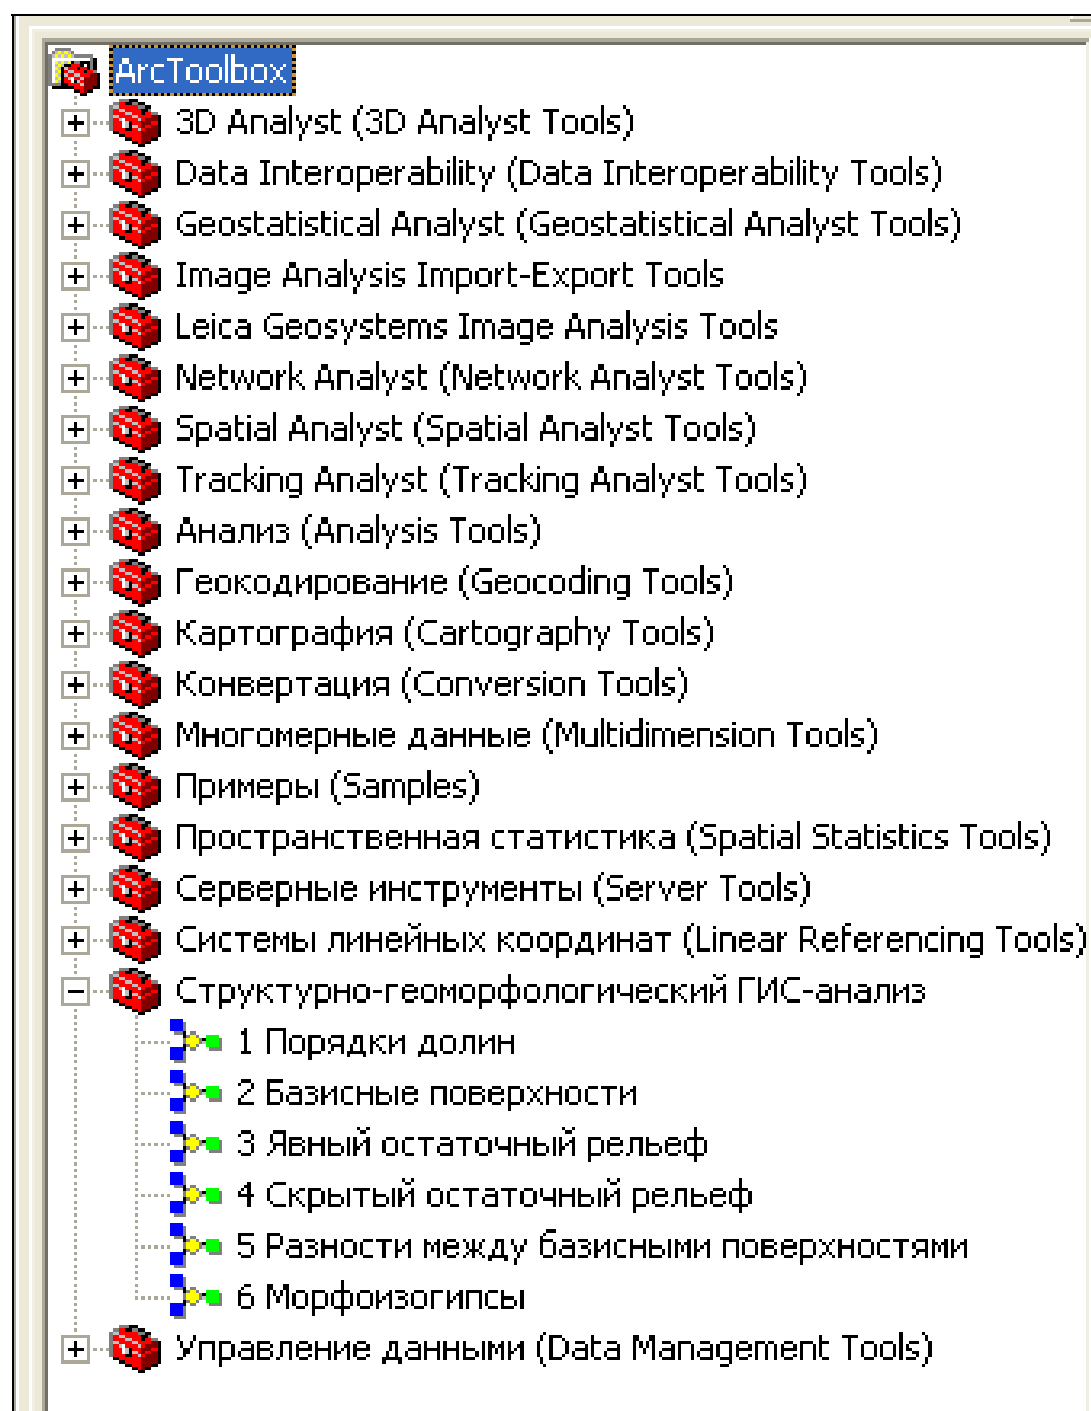 ArcToolbox
3D Analyst (3D Analyst Tools)
Data Interoperability (Data Interoperability Tools)
Geostatistical Analyst (Geostatistical Analyst Tools)
Image Analysis Import-Export Tools
Leica Geosystems Image Analysis Tools
Network Analyst (Network Analyst Tools)
Spatial Analyst (Spatial Analyst Tools)
Tracking Analyst (Tracking Analyst Tools)
Анализ (Analysis Tools)
Геокодирование (Geocoding Tools)
Картография (Cartography Tools)
Конвертация (Conversion Tools)
Многомерные данные (Multidimension Tools)
Примеры (Samples)
Пространственная статистика (Spatial Statistics Tools)
Серверные инструменты (Server Tools)
Системы линейных координат (Linear Referencing Tools)
Структурно-геоморфологический ГИС-анализ
1 Порядки долин
2 Базисные поверхности
3 Явный остаточный рельеф
4 Скрытый остаточный рельеф
5 Разности между базисными поверхностями
6 Морфоизогипсы
Управление данными (Data Management Tools)